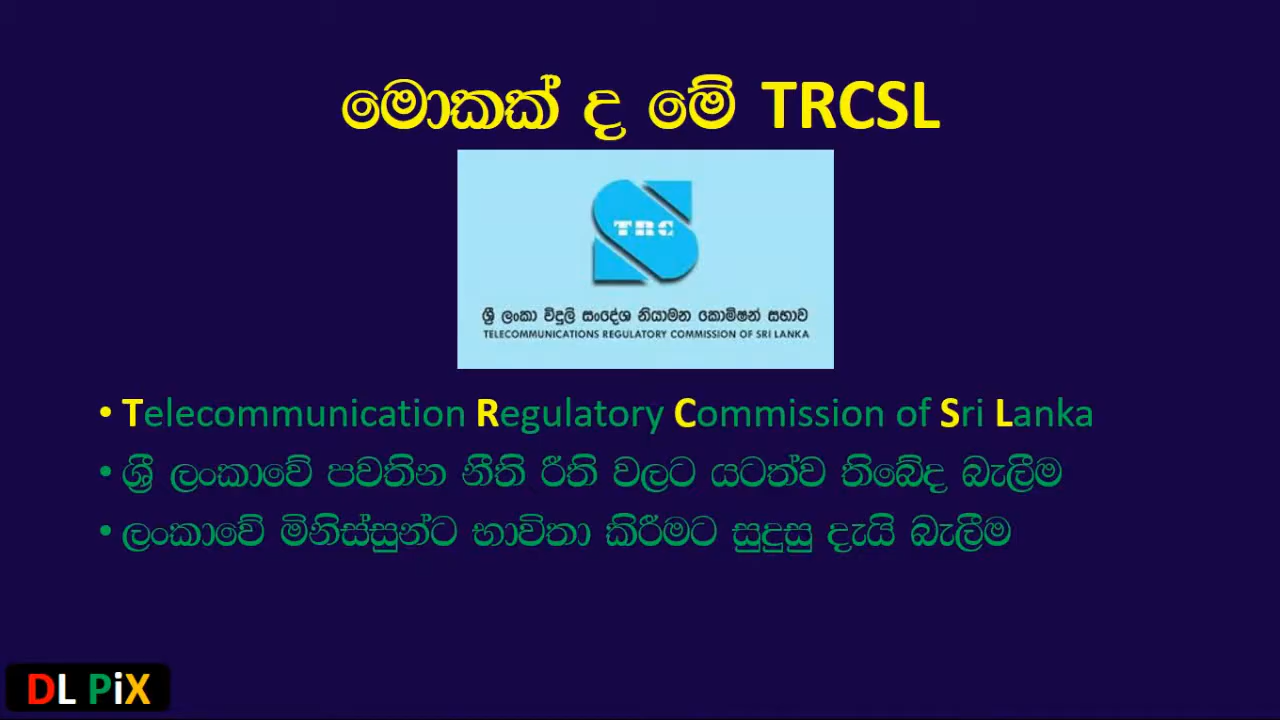 මොකක් ද මේ TRCSL
TRC
ශ්‍රී ලංකා විදුලි සංදේශ නියාමන කොමිෂන් සභාව
TELECOMMUNICATIONS REGULATORY COMMISSION OF SRI LANKA
• Telecommunication Regulatory Commission of Sri Lanka
• ශ්‍රී ලංකාවේ පවතින නීති රීති වලට යටත්ව තිබේද බැලීම
• ලංකාවේ මිනිස්සුන්ට භාවිතා කිරීමට සුදුසු දැයි බැලීම
DL PiX